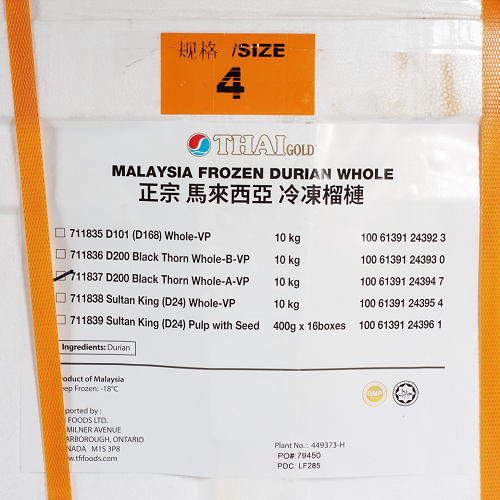 规格 /SIZE
4
THAI GOLD
MALAYSIA FROZEN DURIAN WHOLE
正宗 馬來西亞 冷凍榴槤
711835 D101 (D168) Whole-VP 10 kg 100 61391 24392 3
711836 D200 Black Thorn Whole-B-VP 10 kg 100 61391 24393 0
711837 D200 Black Thorn Whole-A-VP 10 kg 100 61391 24394 7
711838 Sultan King (D24) Whole-VP 10 kg 100 61391 24395 4
711839 Sultan King (D24) Pulp with Seed 400g x 16boxes 100 61391 24396 1
Ingredients: Durian
roduct of Malaysia
eep Frozen: -18°C
ported by :
FOODS LTD.
MILNER AVENUE
ARBOROUGH, ONTARIO
NADA M1S 3P8
w.tfifoods.com
GMP
Plant No.: 449373-H
PO#: 79450
PDC: LF285